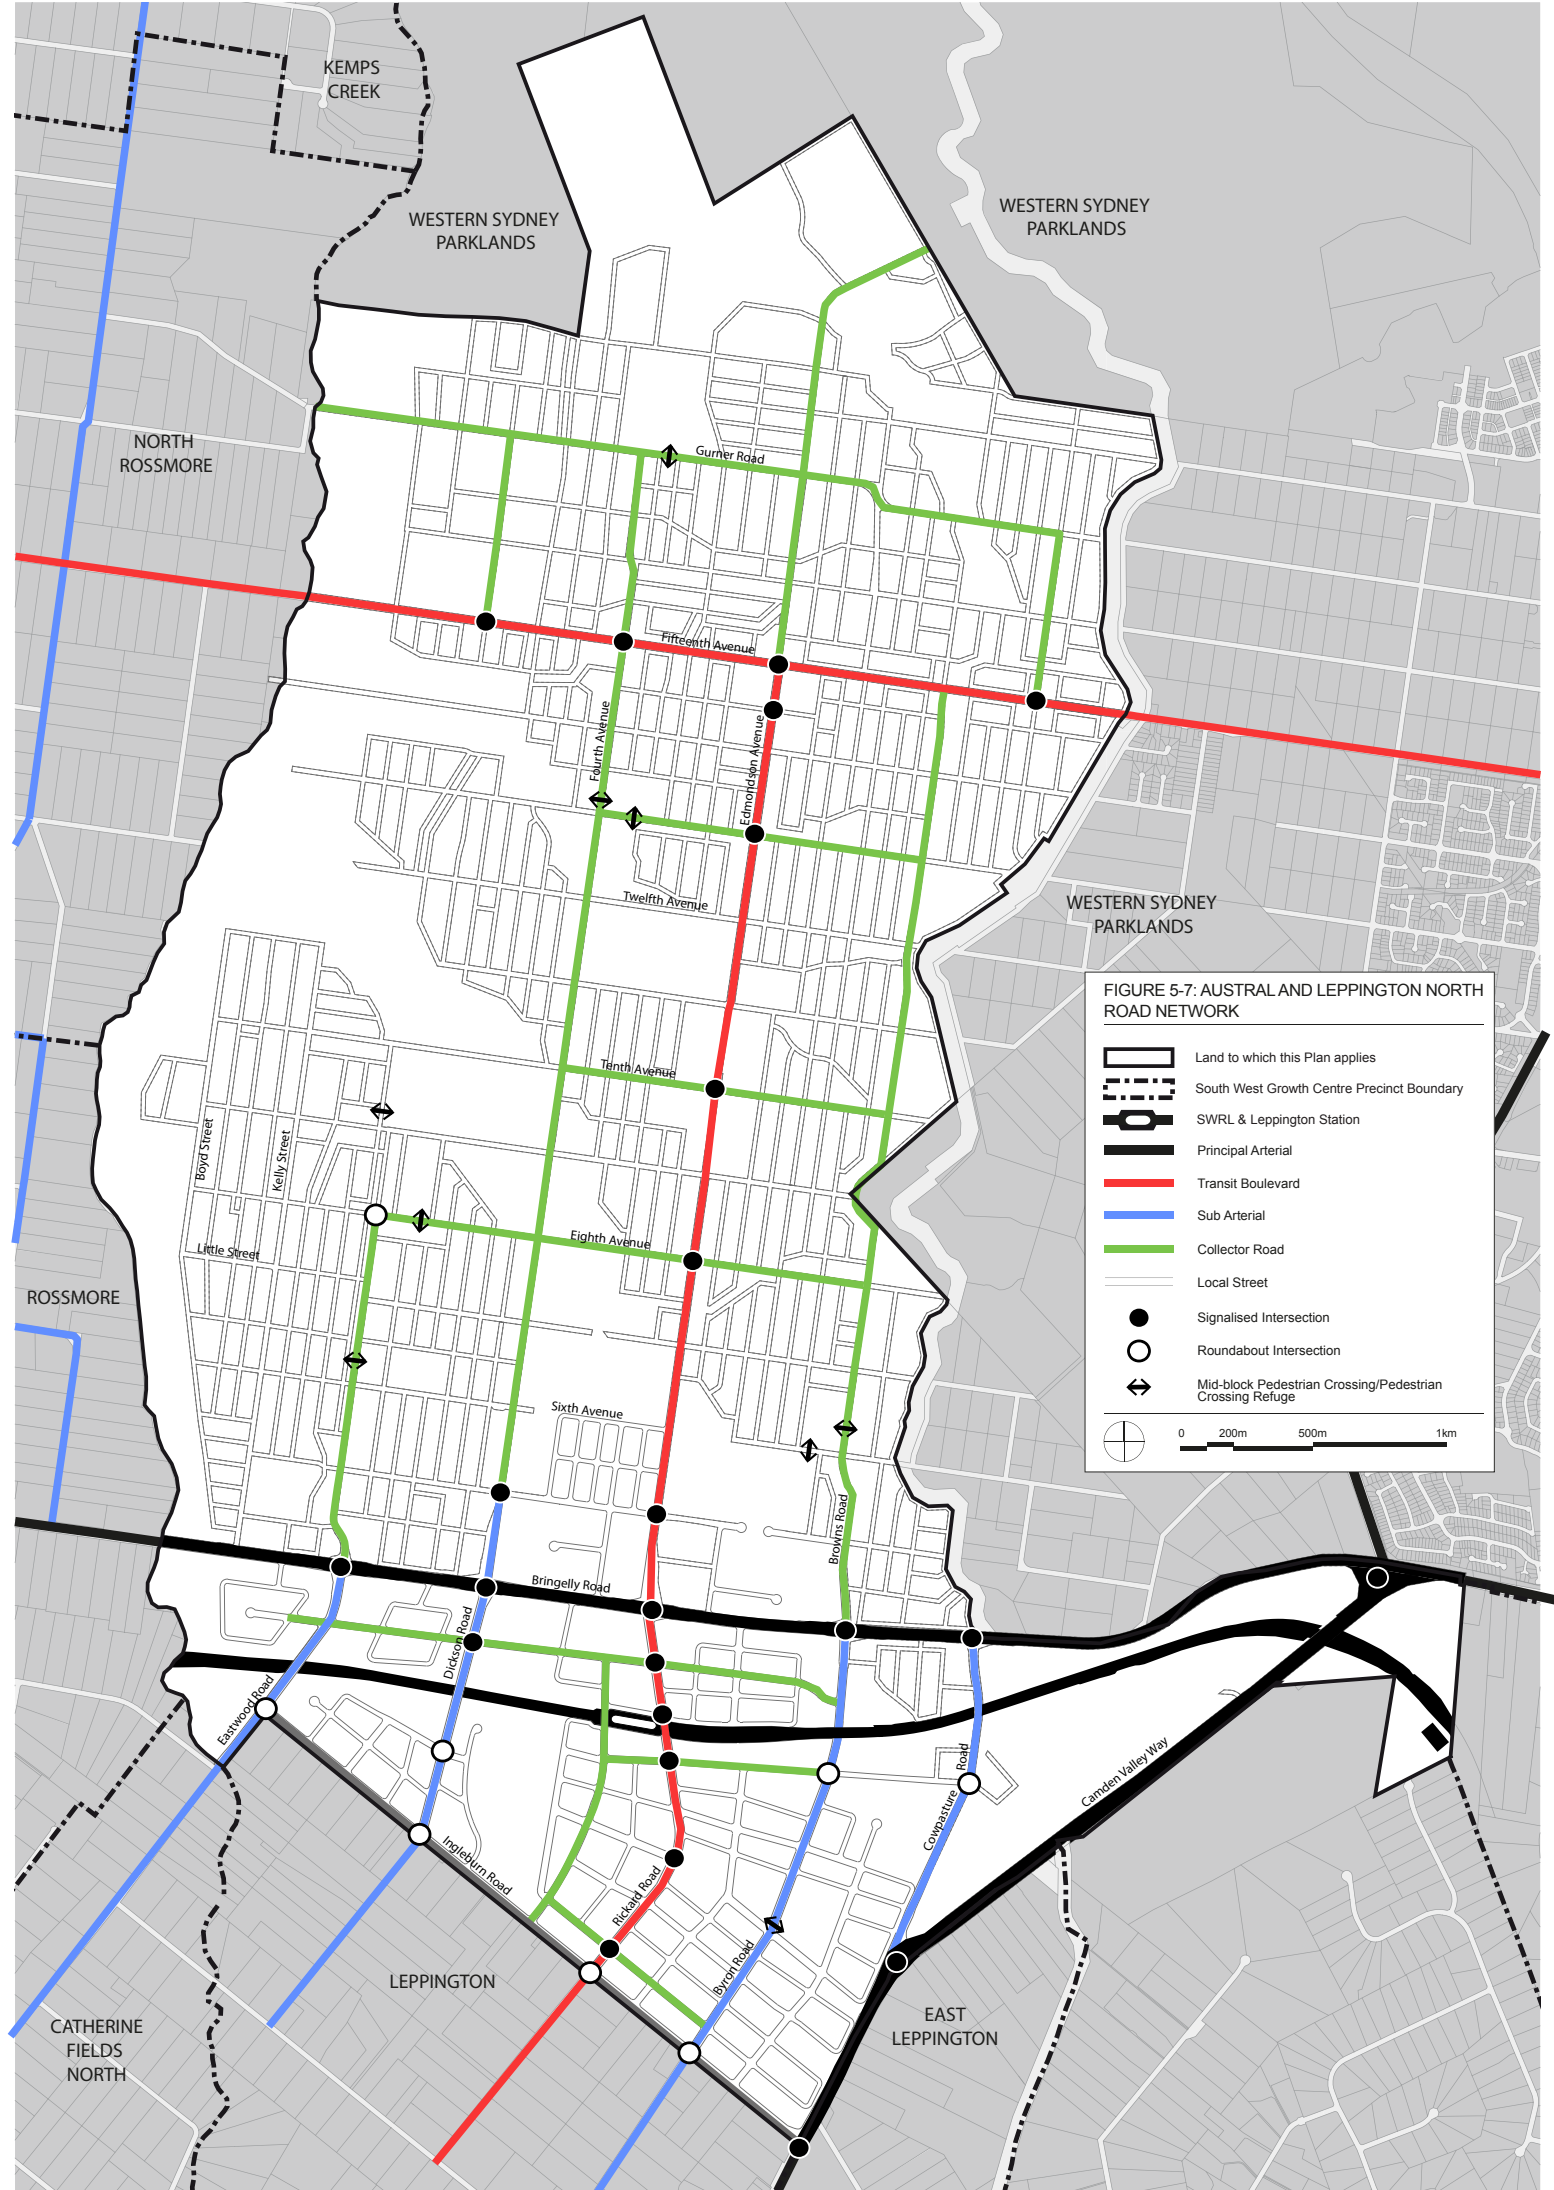 KEMPS
CREEK
WESTERN SYDNEY
PARKLANDS
WESTERN SYDNEY
PARKLANDS
NORTH
ROSSMORE
Gurner Road
Fifteenth Avenue
Fourth Avenue
Edmondson Avenue
Twelfth Avenue
WESTERN SYDNEY
PARKLANDS
FIGURE 5-7: AUSTRAL AND LEPPINGTON NORTH
ROAD NETWORK
Land to which this Plan applies
South West Growth Centre Precinct Boundary
SWRL & Leppington Station
Principal Arterial
Transit Boulevard
Sub Arterial
Collector Road
Local Street
Signalised Intersection
Roundabout Intersection
Mid-block Pedestrian Crossing/Pedestrian
Crossing Refuge
0 200m 500m 1km
Tenth Avenue
Boyd Street
Kelly Street
Little Street
Eighth Avenue
ROSSMORE
Sixth Avenue
Browns Road
Bringelly Road
Dickson Road
Eastwood Road
Ingleburn Road
Rickard Road
Byron Road
Cowpasture Road
Camden Valley Way
LEPPINGTON
EAST
LEPPINGTON
CATHERINE
FIELDS
NORTH